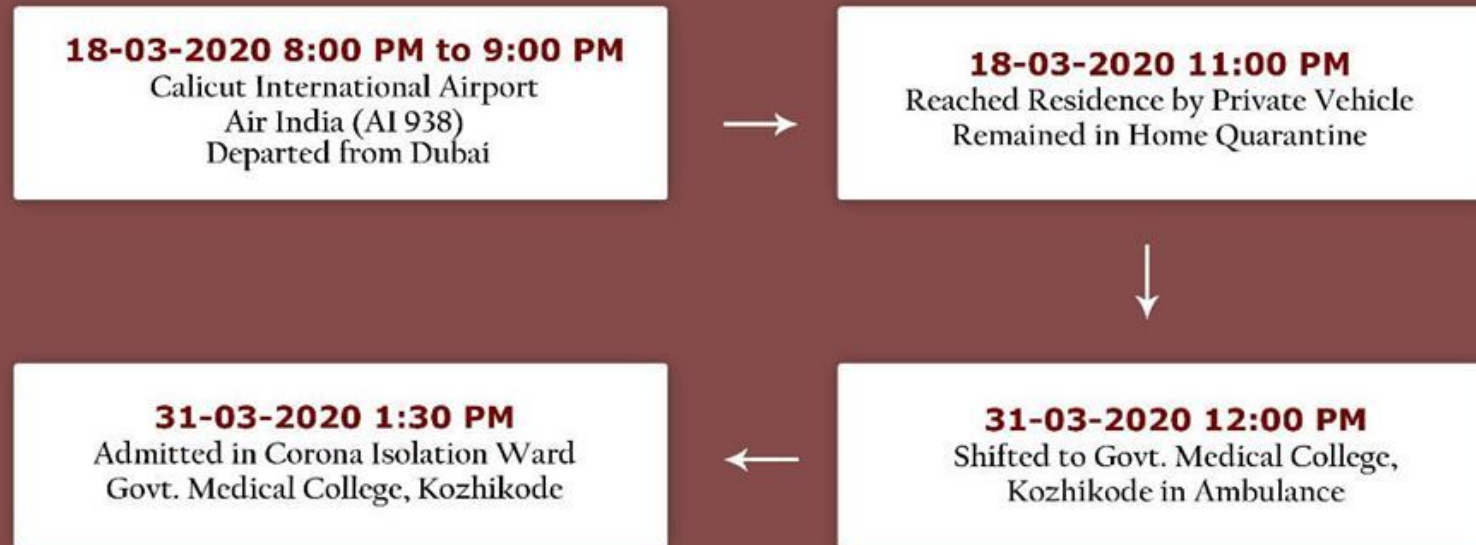 18-03-2020 8:00 PM to 9:00 PM
Calicut International Airport
Air India (AI 938)
Departed from Dubai
18-03-2020 11:00 PM
Reached Residence by Private Vehicle
Remained in Home Quarantine
31-03-2020 12:00 PM
Shifted to Govt. Medical College,
Kozhikode in Ambulance
31-03-2020 1:30 PM
Admitted in Corona Isolation Ward
Govt. Medical College, Kozhikode